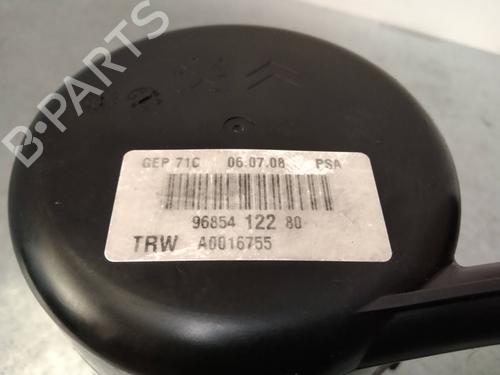 GEP 71C 06.07.08 PSA
96854 122 80
TRW A0016755
B-PARTS